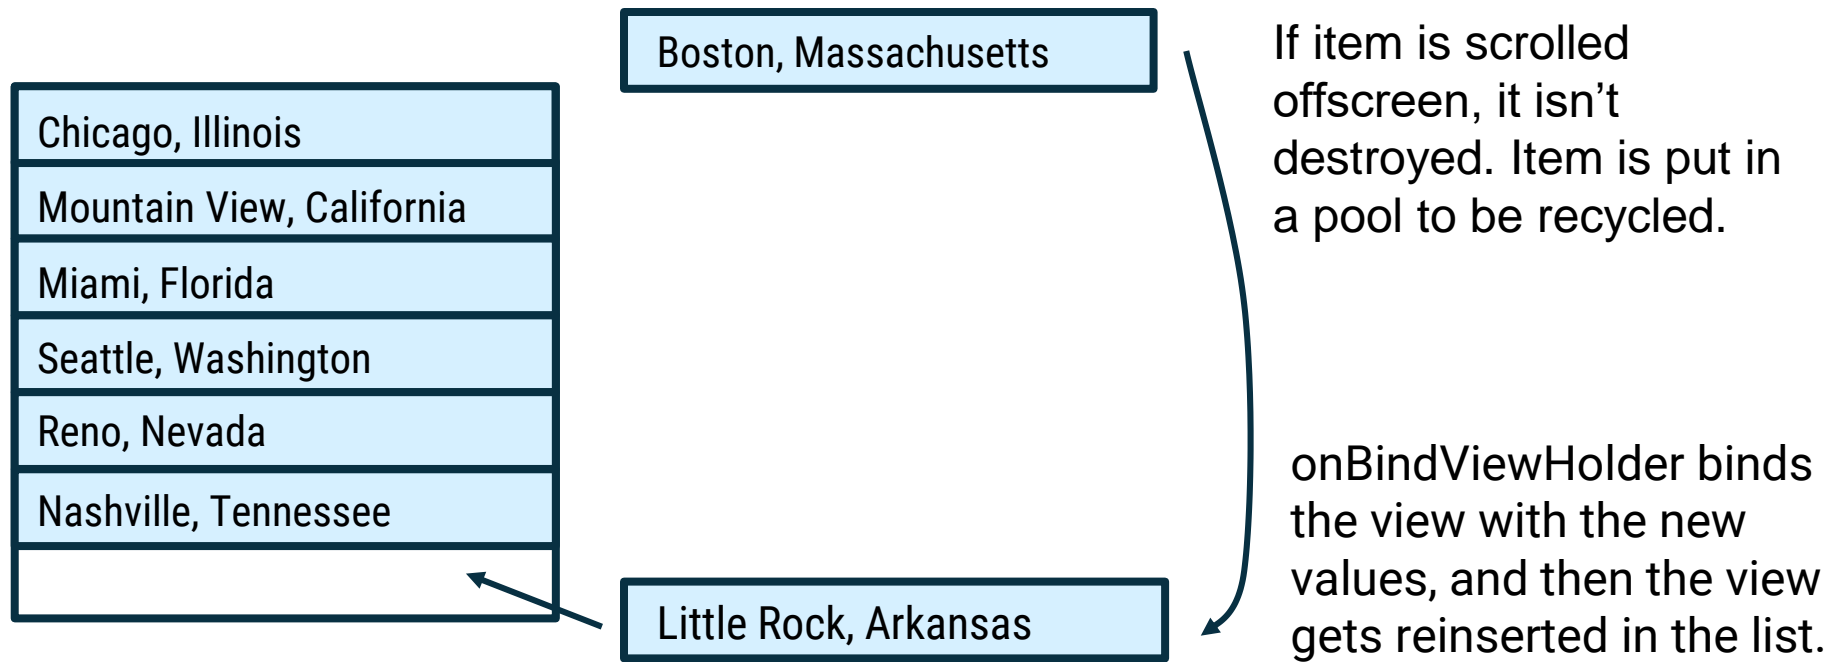 Boston, Massachusetts
If item is scrolled
offscreen, it isn’t
destroyed. Item is put in
a pool to be recycled.
Chicago, Illinois
Mountain View, California
Miami, Florida
Seattle, Washington
Reno, Nevada
Nashville, Tennessee
Little Rock, Arkansas
onBindViewHolder binds
the view with the new
values, and then the view
gets reinserted in the list.